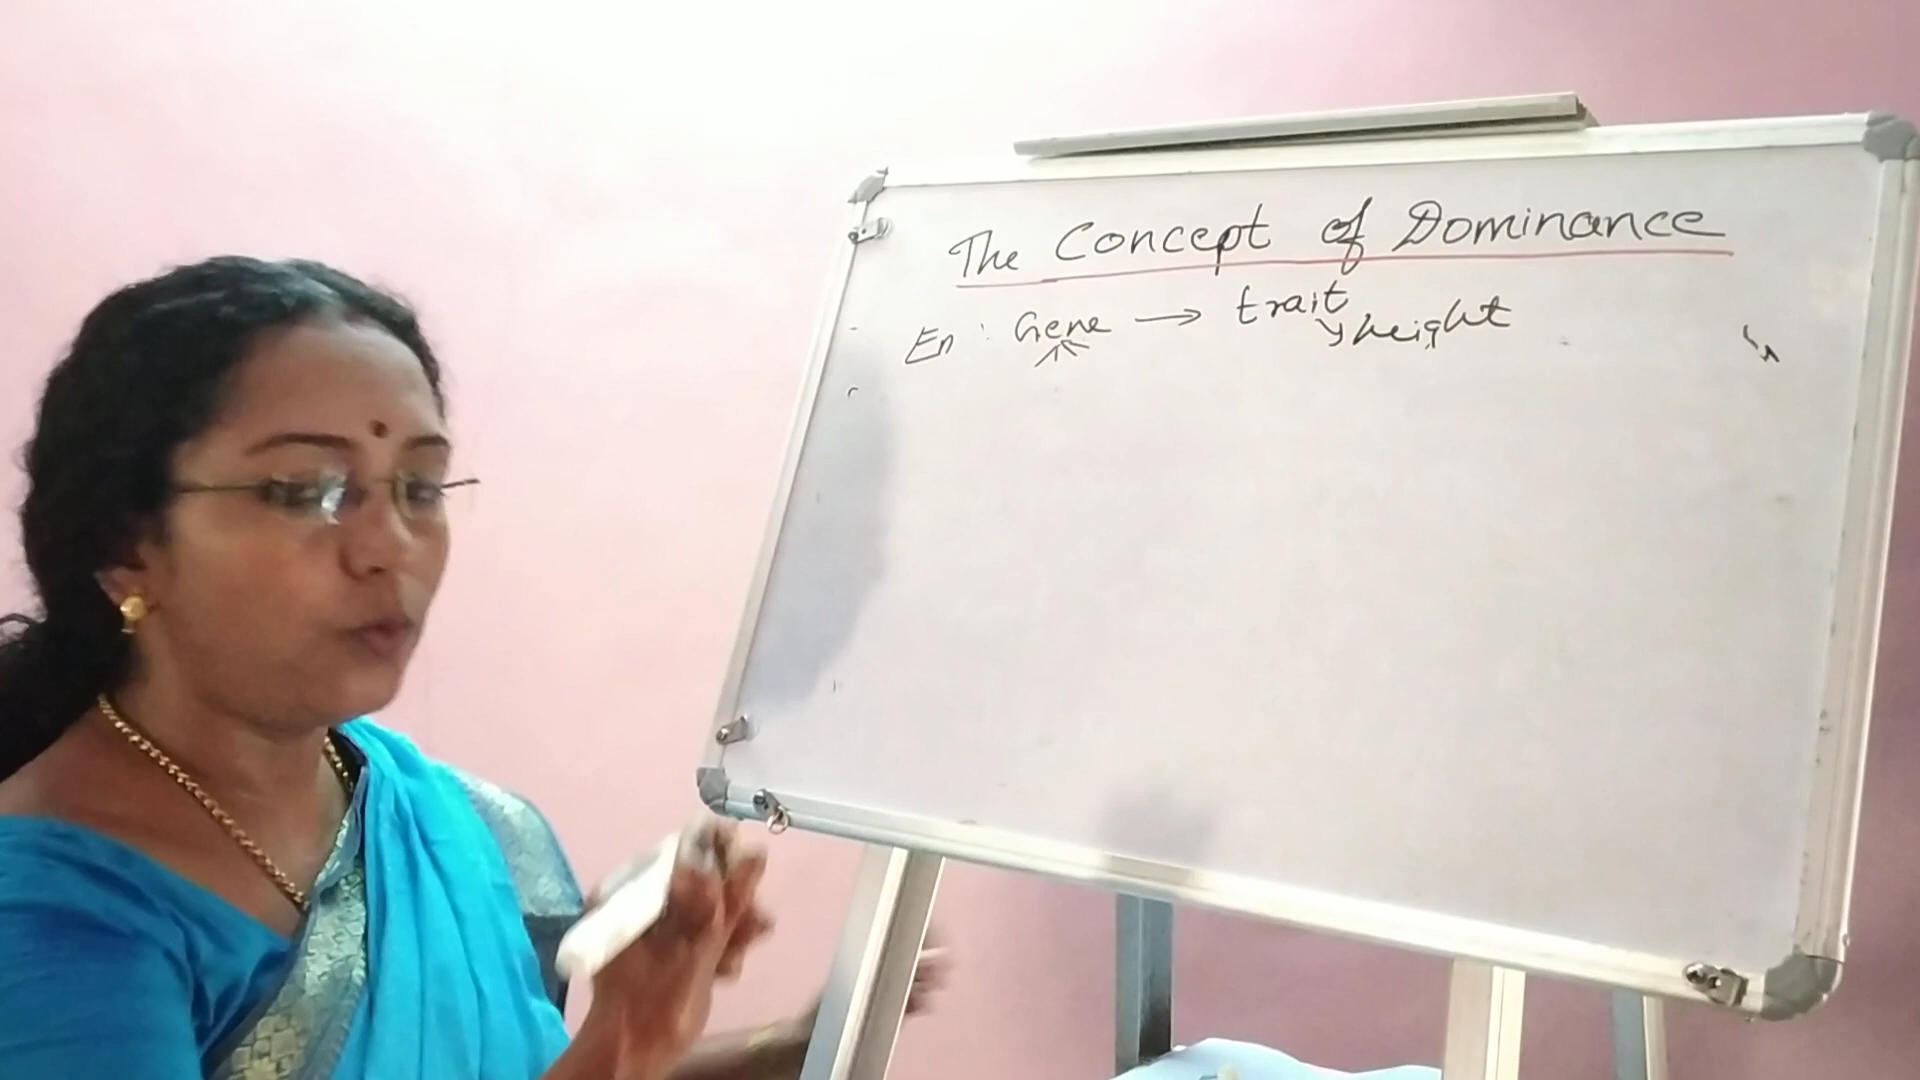 The Concept of Dominance
En : Gene → trait
height